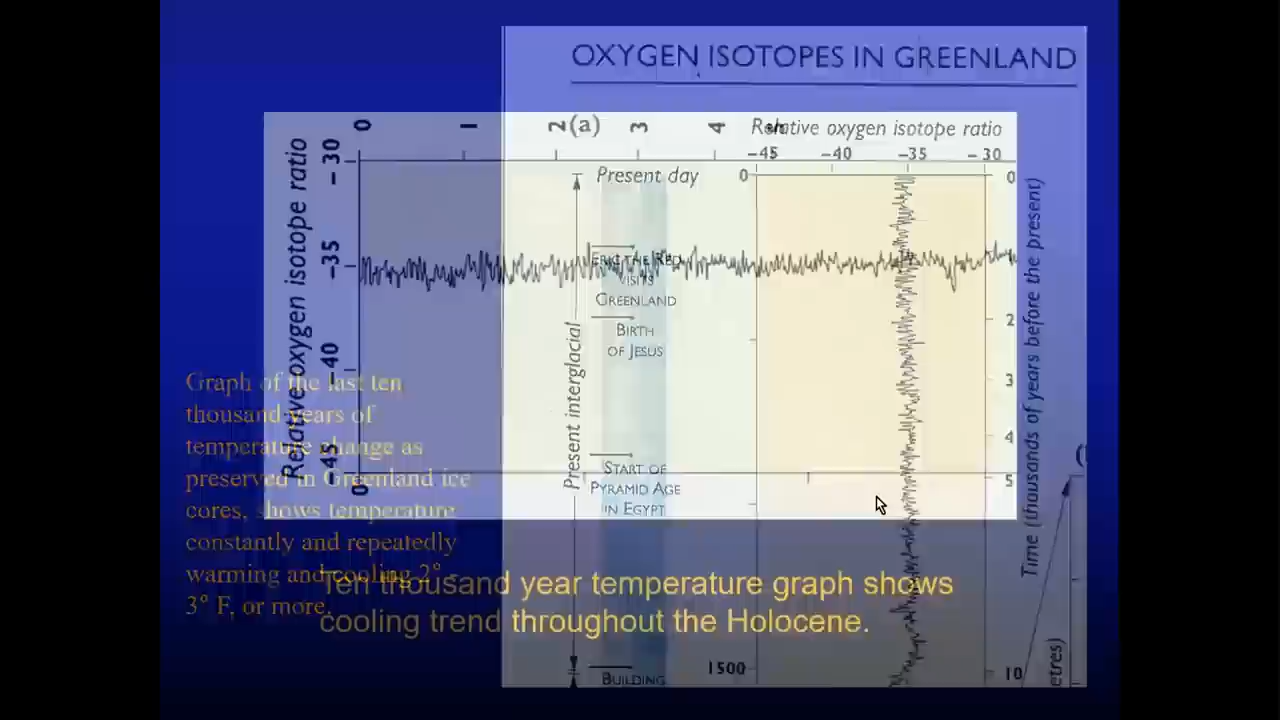 OXYGEN ISOTOPES IN GREENLAND
0 1 2 3 4
(a)
Relative oxygen isotope ratio
-45 -40 -35 -30
Relative oxygen isotope ratio
-30 -35 -40 -45
0
Present day
0
0
ERIC THE RED
VISITS
GREENLAND
BIRTH
OF JESUS
Present interglacial
START OF
PYRAMID AGE
IN EGYPT
BUILDING
2
3
4
5
10
1500
Time (thousands of years before the present)
etres)
Graph of the last ten
thousand years of
temperature change as
preserved in Greenland ice
cores, shows temperature
constantly and repeatedly
warming and cooling 2° -
3° F, or more.
Ten thousand year temperature graph shows
cooling trend throughout the Holocene.